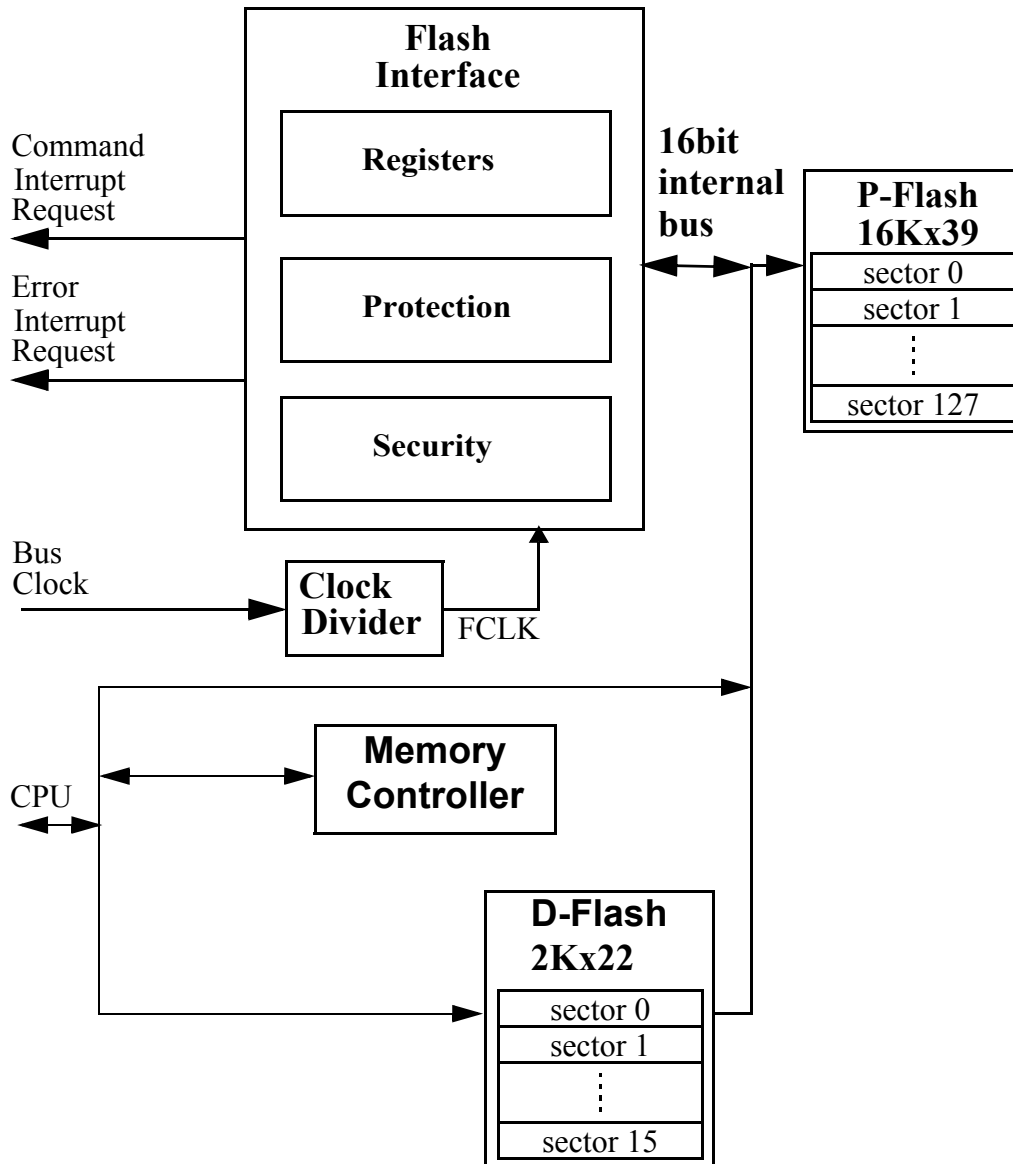 Flash
Interface
Registers
Protection
Security
Command
Interrupt
Request
Error
Interrupt
Request
16bit
internal
bus
P-Flash
16Kx39
sector 0
sector 1
sector 127
Bus
Clock
Clock
Divider
FCLK
Memory
Controller
CPU
D-Flash
2Kx22
sector 0
sector 1
sector 15